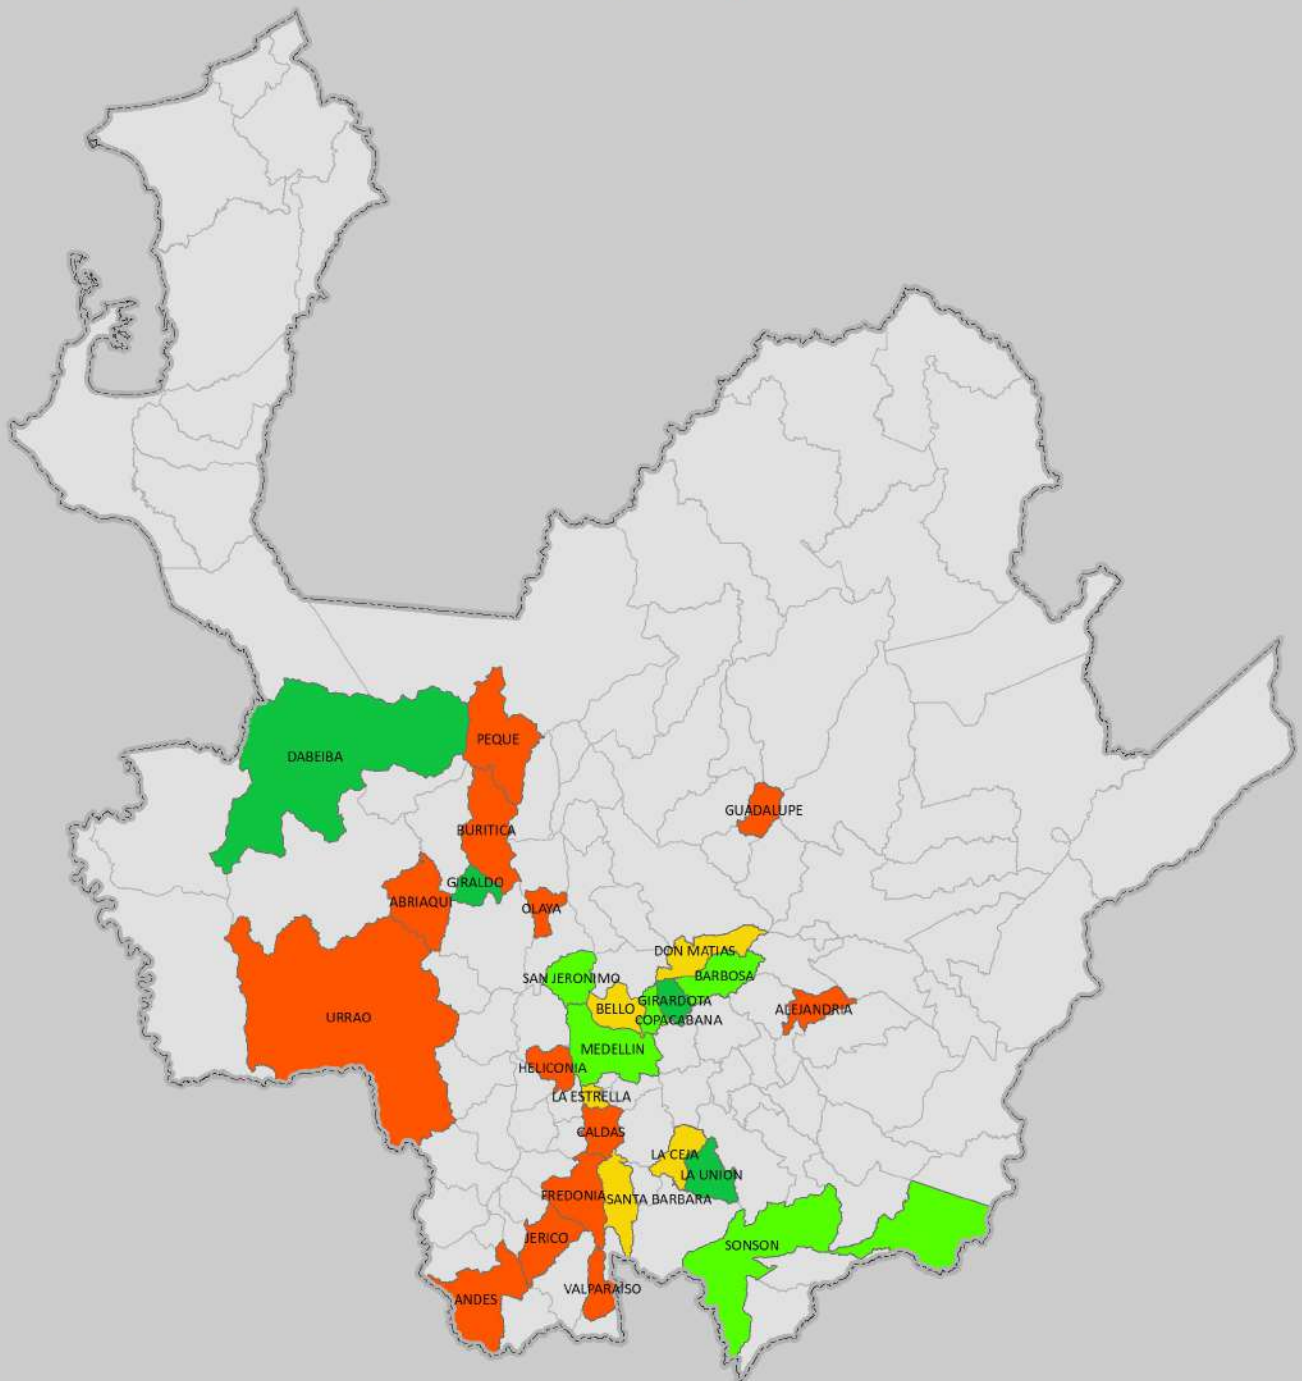 PEQUE
DABEIBA
GUADALUPE
BURITICA
GIRALDO
ABRIAQUI
OLAYA
DON MATIAS
BARBOSA
SAN JERONIMO
GIRARDOTA
BELLO
ALEJANDRIA
URRAO
COPACABANA
MEDELLIN
HELICONIA
LA ESTRELLA
CALDAS
LA CEJA
LA UNION
FREDONIA
SANTA BARBARA
JERICO
SONSON
VALPARAÍSO
ANDES